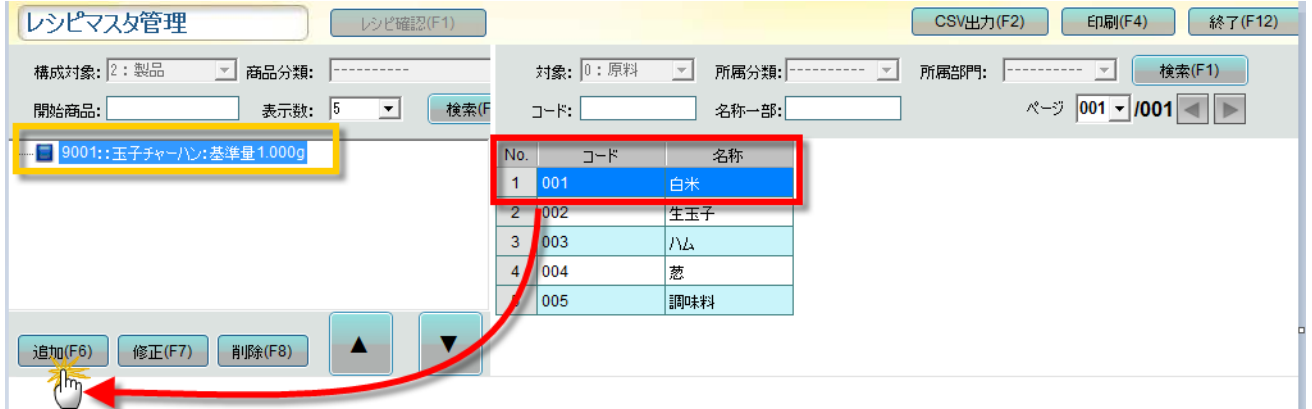 レシピマスタ管理 レシピ確認(F1) CSV出力(F2) 印刷(F4) 終了(F12)
構成対象: 2：製品 商品分類: ----------
対象: 0：原料 所属分類: ---------- 所属部門: ---------- 検索(F1)
開始商品: 表示数: 5 検索(F
コード: 名称一部: ページ 001 /001
9001::玉子チャーハン:基準量1.000g
No. コード 名称
1 001 白米
2 002 生玉子
3 003 ハム
4 004 葱
005 調味料
追加(F6) 修正(F7) 削除(F8) ▲ ▼